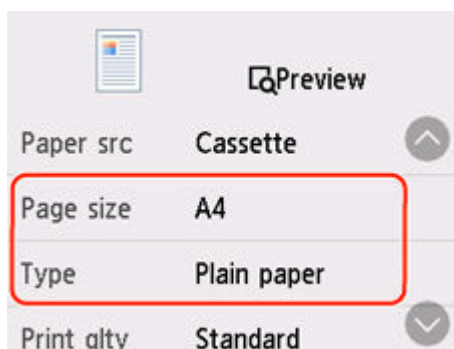 Preview
Paper src Cassette
Page size A4
Type Plain paper
Print qlty Standard